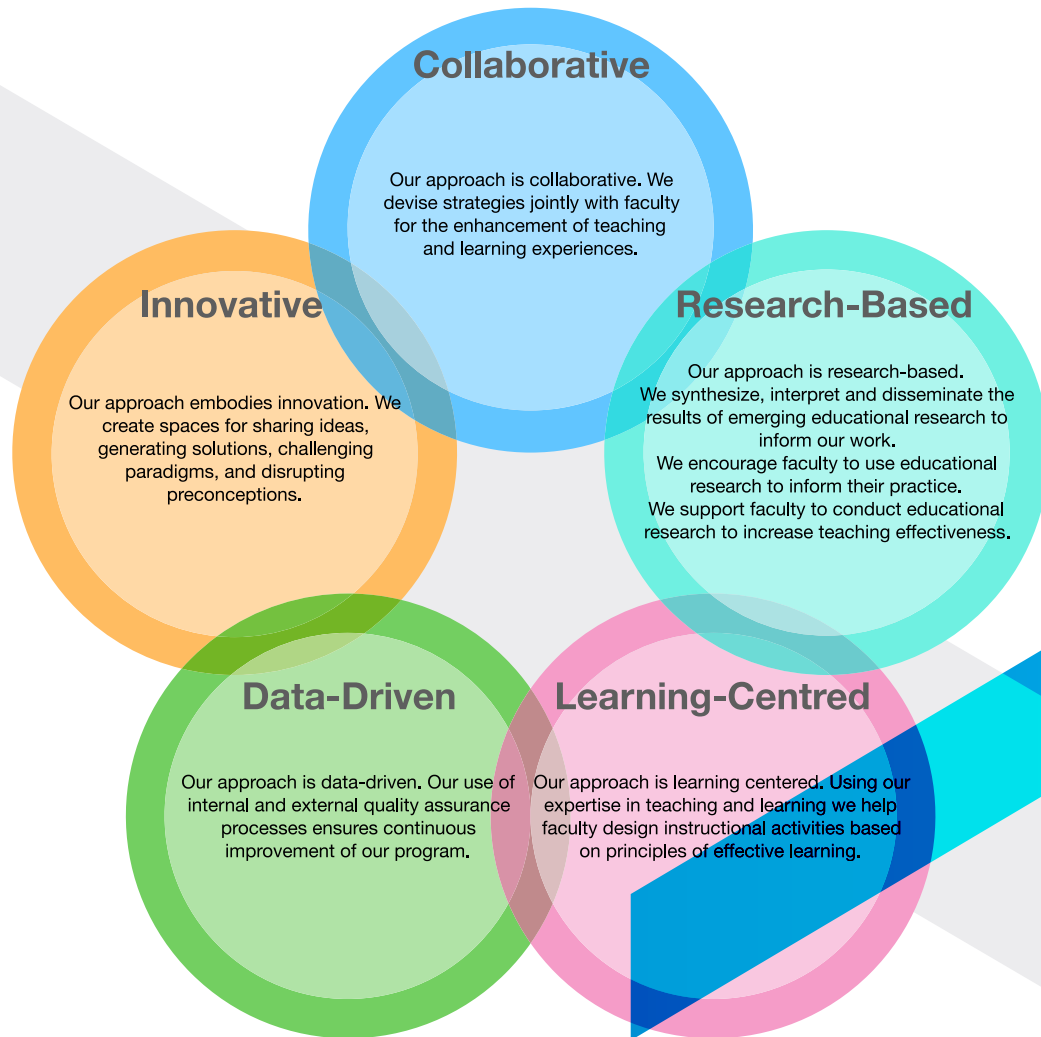 Collaborative
Our approach is collaborative. We
devise strategies jointly with faculty
for the enhancement of teaching
and learning experiences.
Innovative
Our approach embodies innovation. We
create spaces for sharing ideas,
generating solutions, challenging
paradigms, and disrupting
preconceptions.
Research-Based
Our approach is research-based.
We synthesize, interpret and disseminate the
results of emerging educational research to
inform our work.
We encourage faculty to use educational
research to inform their practice.
We support faculty to conduct educational
research to increase teaching effectiveness.
Data-Driven
Our approach is data-driven. Our use of
internal and external quality assurance
processes ensures continuous
improvement of our program.
Learning-Centred
Our approach is learning centered. Using our
expertise in teaching and learning we help
faculty design instructional activities based
on principles of effective learning.